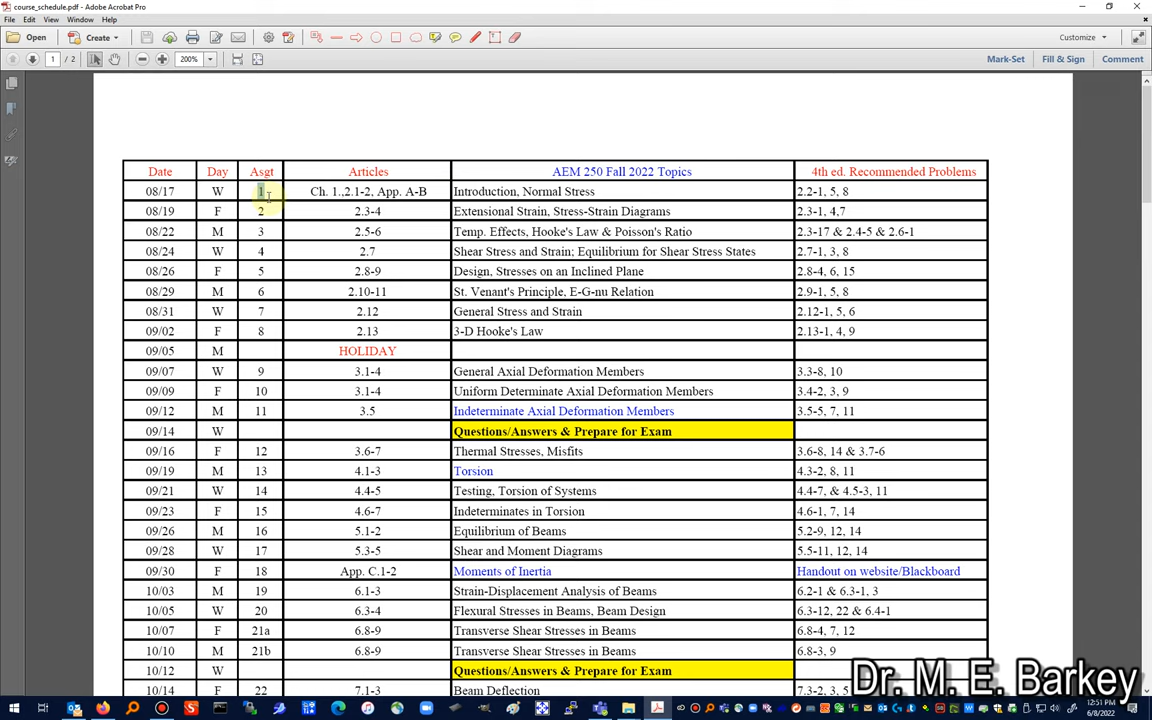 course_schedule.pdf - Adobe Acrobat Pro
File Edit View Window Help
Open Create Customize
1 / 2 200% Mark-Set Fill & Sign Comment
Date Day Asgt Articles AEM 250 Fall 2022 Topics 4th ed. Recommended Problems
08/17 W 1 Ch. 1.,2.1-2, App. A-B Introduction, Normal Stress 2.2-1, 5, 8
08/19 F 2 2.3-4 Extensional Strain, Stress-Strain Diagrams 2.3-1, 4,7
08/22 M 3 2.5-6 Temp. Effects, Hooke's Law & Poisson's Ratio 2.3-17 & 2.4-5 & 2.6-1
08/24 W 4 2.7 Shear Stress and Strain; Equilibrium for Shear Stress States 2.7-1, 3, 8
08/26 F 5 2.8-9 Design, Stresses on an Inclined Plane 2.8-4, 6, 15
08/29 M 6 2.10-11 St. Venant's Principle, E-G-nu Relation 2.9-1, 5, 8
08/31 W 7 2.12 General Stress and Strain 2.12-1, 5, 6
09/02 F 8 2.13 3-D Hooke's Law 2.13-1, 4, 9
09/05 M HOLIDAY
09/07 W 9 3.1-4 General Axial Deformation Members 3.3-8, 10
09/09 F 10 3.1-4 Uniform Determinate Axial Deformation Members 3.4-2, 3, 9
09/12 M 11 3.5 Indeterminate Axial Deformation Members 3.5-5, 7, 11
09/14 W Questions/Answers & Prepare for Exam
09/16 F 12 3.6-7 Thermal Stresses, Misfits 3.6-8, 14 & 3.7-6
09/19 M 13 4.1-3 Torsion 4.3-2, 8, 11
09/21 W 14 4.4-5 Testing, Torsion of Systems 4.4-7, & 4.5-3, 11
09/23 F 15 4.6-7 Indeterminates in Torsion 4.6-1, 7, 14
09/26 M 16 5.1-2 Equilibrium of Beams 5.2-9, 12, 14
09/28 W 17 5.3-5 Shear and Moment Diagrams 5.5-11, 12, 14
09/30 F 18 App. C.1-2 Moments of Inertia Handout on website/Blackboard
10/03 M 19 6.1-3 Strain-Displacement Analysis of Beams 6.2-1 & 6.3-1, 3
10/05 W 20 6.3-4 Flexural Stresses in Beams, Beam Design 6.3-12, 22 & 6.4-1
10/07 F 21a 6.8-9 Transverse Shear Stresses in Beams 6.8-4, 7, 12
10/10 M 21b 6.8-9 Transverse Shear Stresses in Beams 6.8-3, 9
10/12 W Questions/Answers & Prepare for Exam
10/14 F 22 7.1-3 Beam Deflection 7.3-2, 3, 5
Dr. M. E. Barkey
12:51 PM
6/8/2022